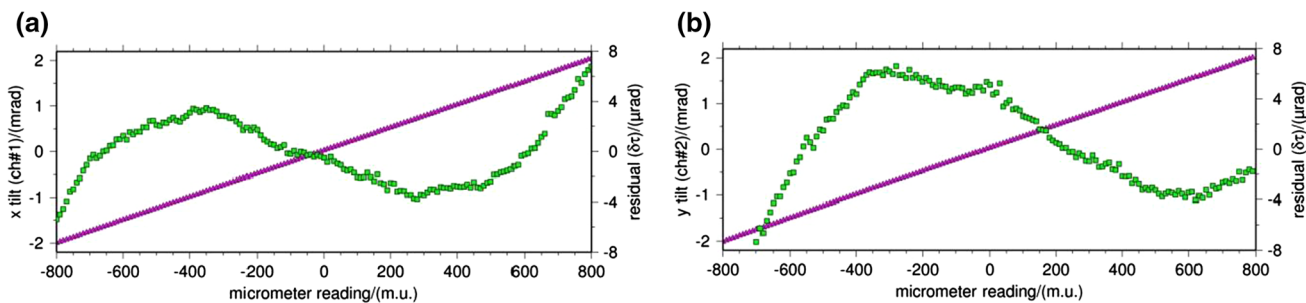 (a)
x tilt (ch#1)/(mrad)
2
1
0
-1
-2
8
4
0
-4
-8
residual (δτ)/(μrad)
-800 -600 -400 -200 0 200 400 600 800
micrometer reading/(m.u.)
(b)
y tilt (ch#2)/(mrad)
2
1
0
-1
-2
8
4
0
-4
-8
residual (δτ)/(μrad)
-800 -600 -400 -200 0 200 400 600 800
micrometer reading/(m.u.)